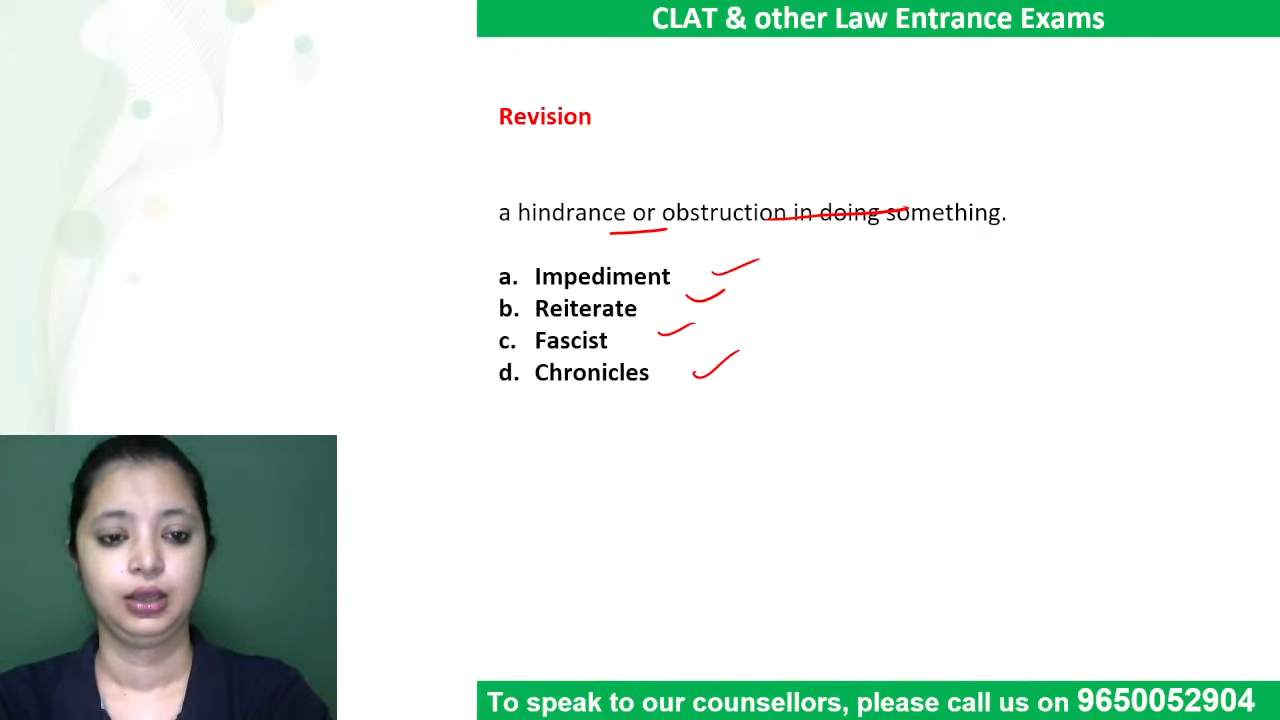 CLAT & other Law Entrance Exams
Revision
a hindrance or obstruction in doing something.
a. Impediment
b. Reiterate
c. Fascist
d. Chronicles
To speak to our counsellors, please call us on 9650052904